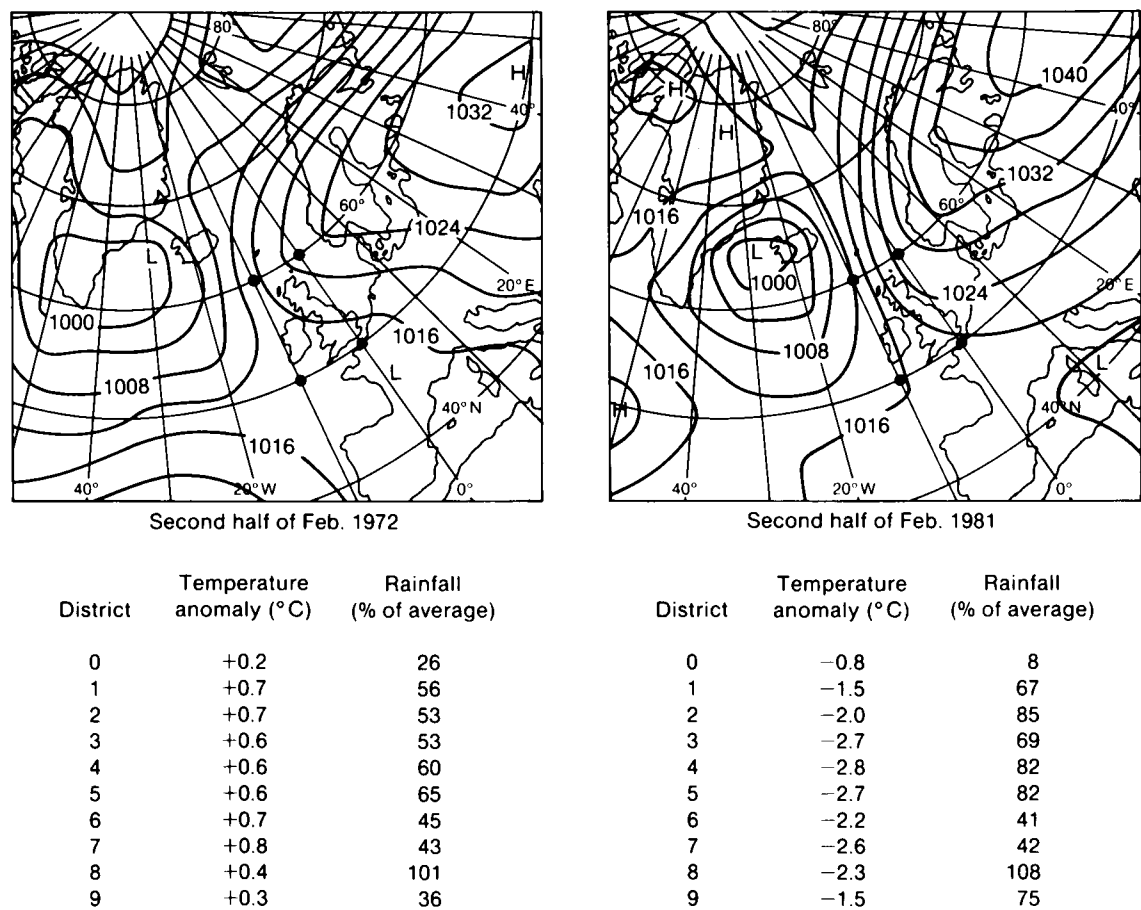 80°
H
1032
40°
60°
1024
L
20° E
1000
1016
1008
L
40° N
1016
40°
20° W
0°
Second half of Feb. 1972
80°
1040
H
40°
H
1032
1016
60°
L
1000
1024
20° E
1008
1016
L
H
40° N
1016
40°
20° W
0°
Second half of Feb. 1981
District Temperature anomaly (°C) Rainfall (% of average)
0 +0.2 26
1 +0.7 56
2 +0.7 53
3 +0.6 53
4 +0.6 60
5 +0.6 65
6 +0.7 45
7 +0.8 43
8 +0.4 101
9 +0.3 36
District Temperature anomaly (°C) Rainfall (% of average)
0 −0.8 8
1 −1.5 67
2 −2.0 85
3 −2.7 69
4 −2.8 82
5 −2.7 82
6 −2.2 41
7 −2.6 42
8 −2.3 108
9 −1.5 75